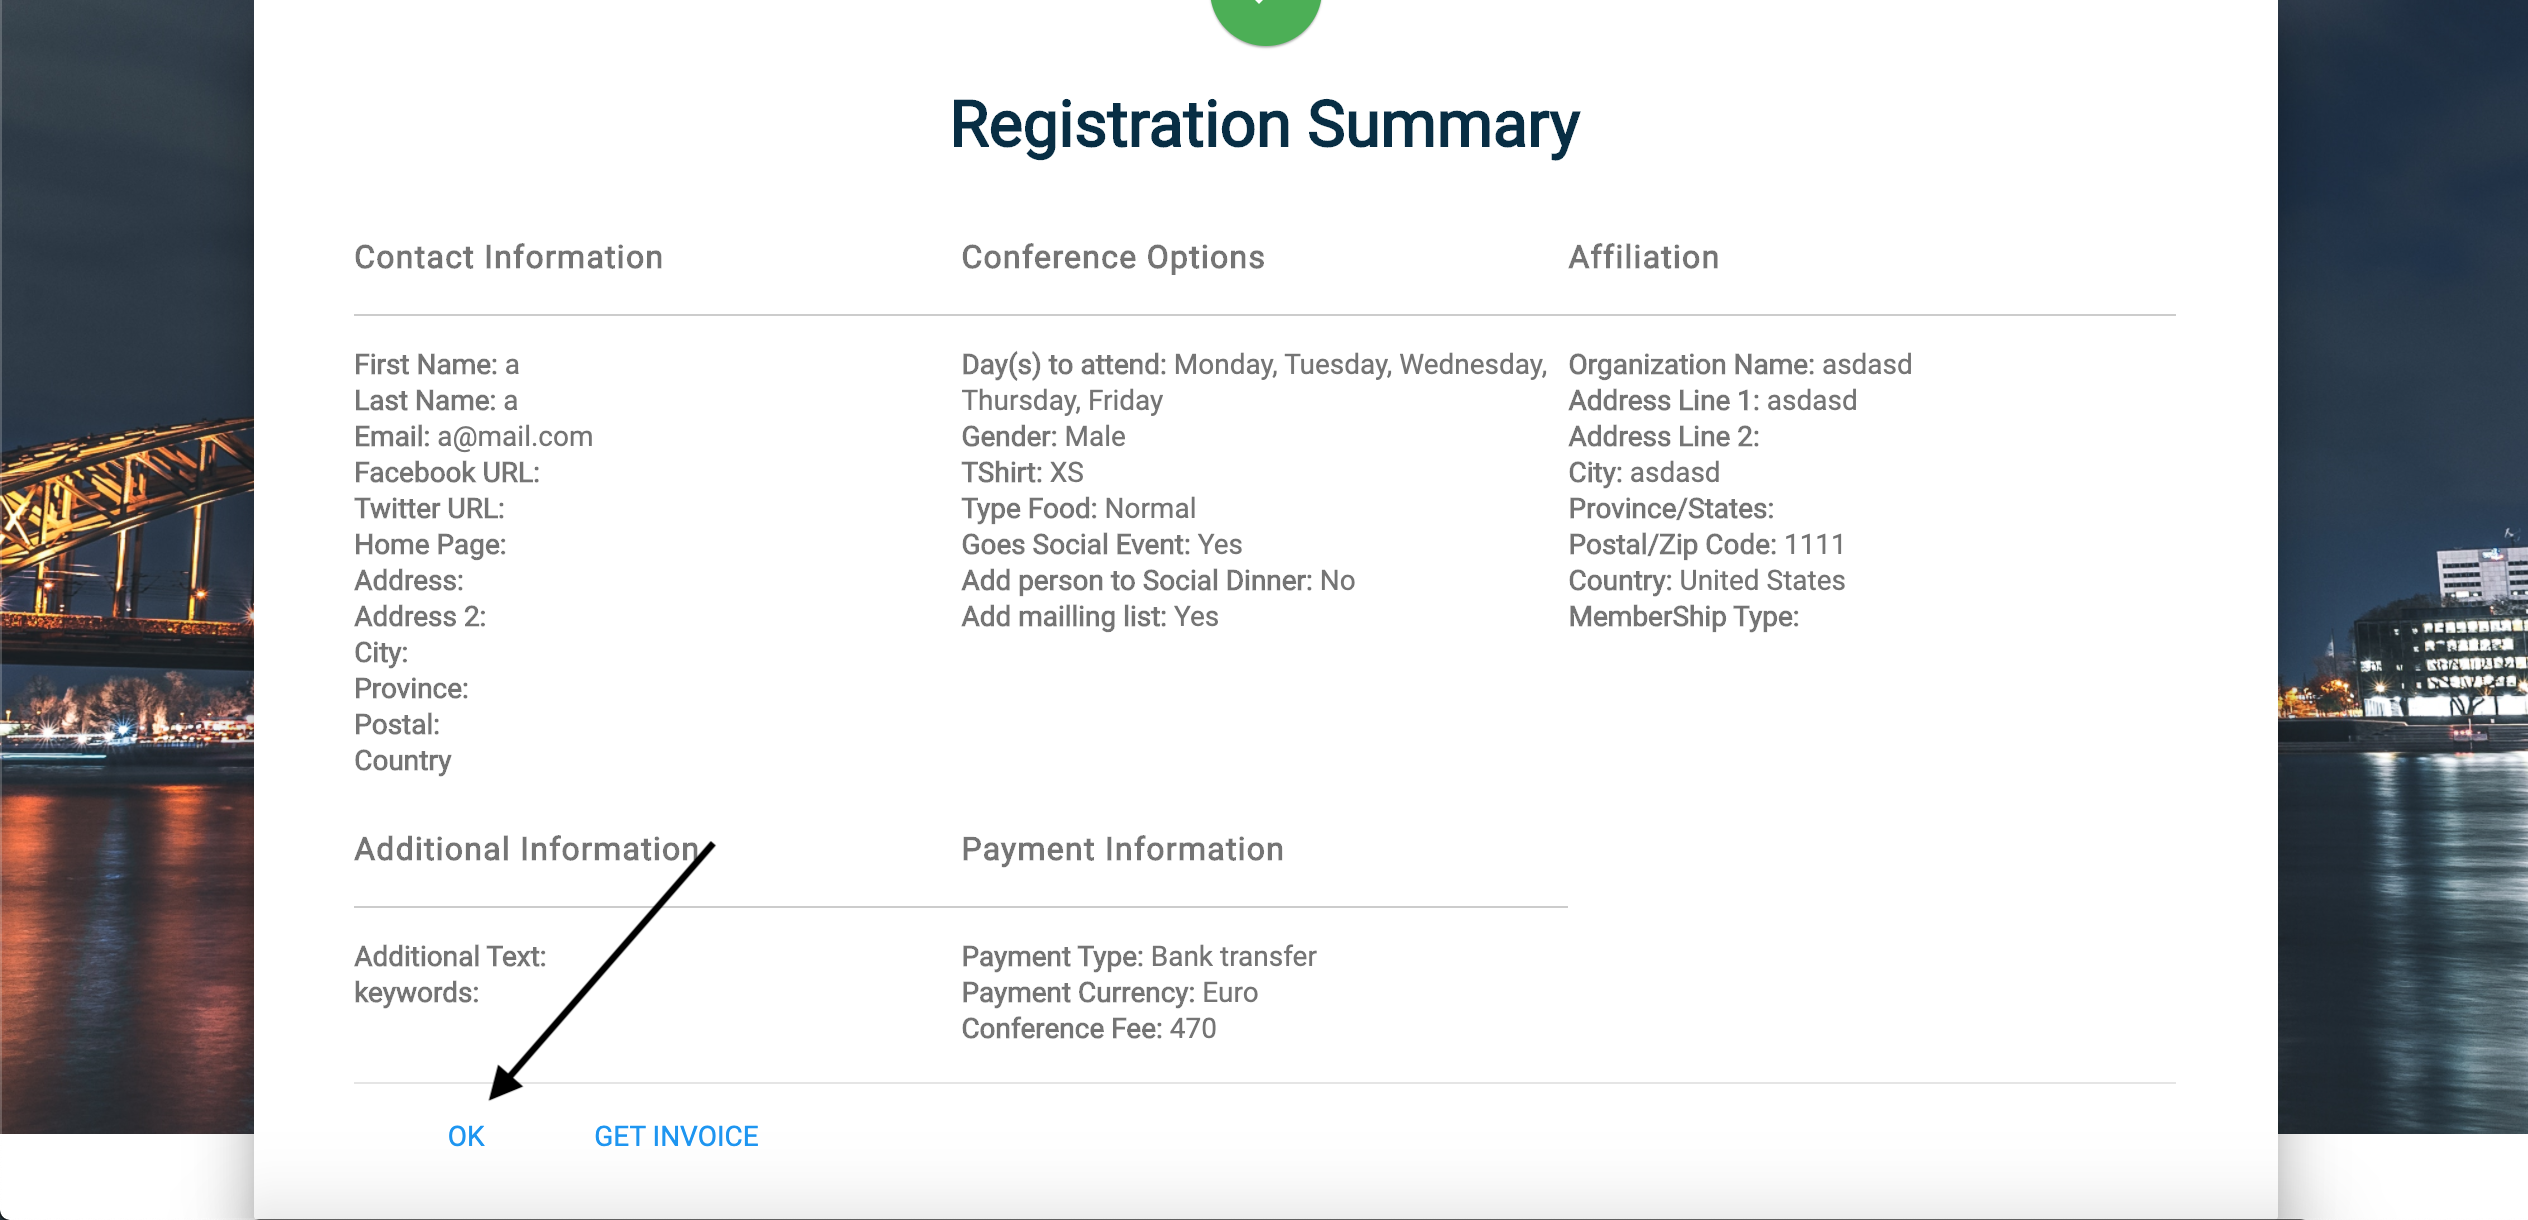 Registration Summary
Contact Information
First Name: a
Last Name: a
Email: a@mail.com
Facebook URL:
Twitter URL:
Home Page:
Address:
Address 2:
City:
Province:
Postal:
Country
Conference Options
Day(s) to attend: Monday, Tuesday, Wednesday,
Thursday, Friday
Gender: Male
TShirt: XS
Type Food: Normal
Goes Social Event: Yes
Add person to Social Dinner: No
Add mailling list: Yes
Affiliation
Organization Name: asdasd
Address Line 1: asdasd
Address Line 2:
City: asdasd
Province/States:
Postal/Zip Code: 1111
Country: United States
MemberShip Type:
Additional Information
Additional Text:
keywords:
Payment Information
Payment Type: Bank transfer
Payment Currency: Euro
Conference Fee: 470
OK
GET INVOICE